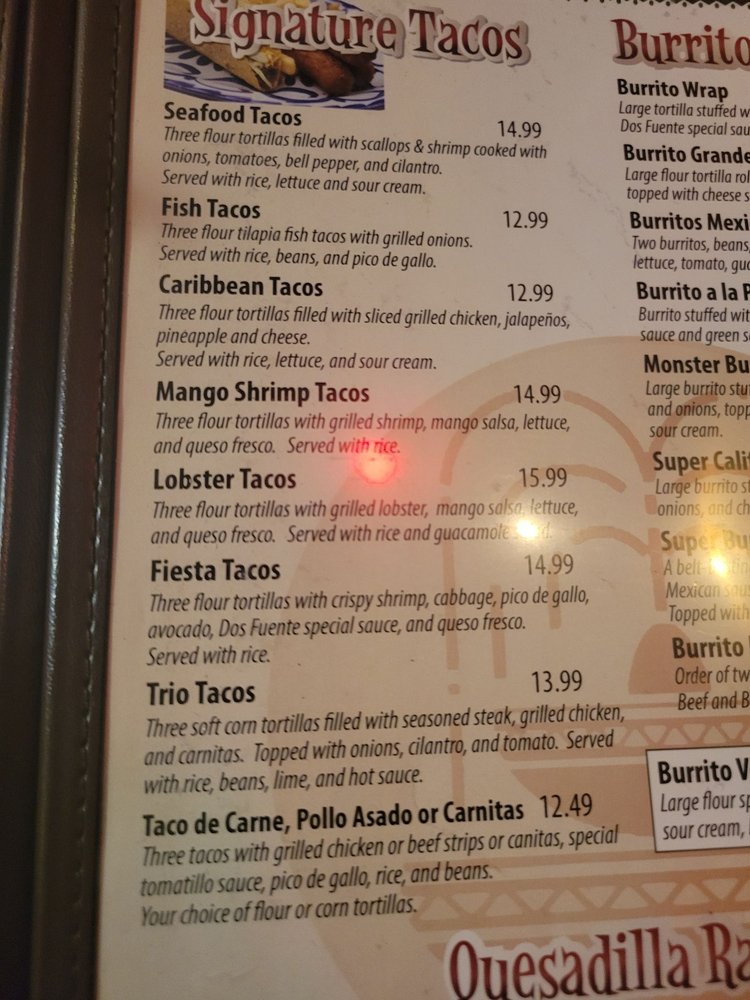 Signature Tacos
Seafood Tacos 14.99
Three flour tortillas filled with scallops & shrimp cooked with
onions, tomatoes, bell pepper, and cilantro.
Served with rice, lettuce and sour cream.
Fish Tacos 12.99
Three flour tilapia fish tacos with grilled onions.
Served with rice, beans, and pico de gallo.
Caribbean Tacos 12.99
Three flour tortillas filled with sliced grilled chicken, jalapeños,
pineapple and cheese.
Served with rice, lettuce, and sour cream.
Mango Shrimp Tacos 14.99
Three flour tortillas with grilled shrimp, mango salsa, lettuce,
and queso fresco. Served with rice.
Lobster Tacos 15.99
Three flour tortillas with grilled lobster, mango salsa, lettuce,
and queso fresco. Served with rice and guacamole
Fiesta Tacos 14.99
Three flour tortillas with crispy shrimp, cabbage, pico de gallo,
avocado, Dos Fuente special sauce, and queso fresco.
Served with rice.
Trio Tacos 13.99
Three soft corn tortillas filled with seasoned steak, grilled chicken,
and carnitas. Topped with onions, cilantro, and tomato. Served
with rice, beans, lime, and hot sauce.
Taco de Carne, Pollo Asado or Carnitas 12.49
Three tacos with grilled chicken or beef strips or canitas, special
tomatillo sauce, pico de gallo, rice, and beans.
Your choice of flour or corn tortillas.
Burrito
Burrito Wrap
Large tortilla stuffed
Dos Fuente special
Burrito Grande
Large flour tortilla
topped with cheese
Burritos
Two burritos, beans,
lettuce, tomato,
Burrito a la
Burrito stuffed
sauce and green
Monster
Large burrito
and onions,
sour cream.
Super
Large burrito
onions, and
Super
A
Mexican
Topped with
Burrito
Order of
Beef and
Burrito
Large flour
sour cream,
Quesadilla